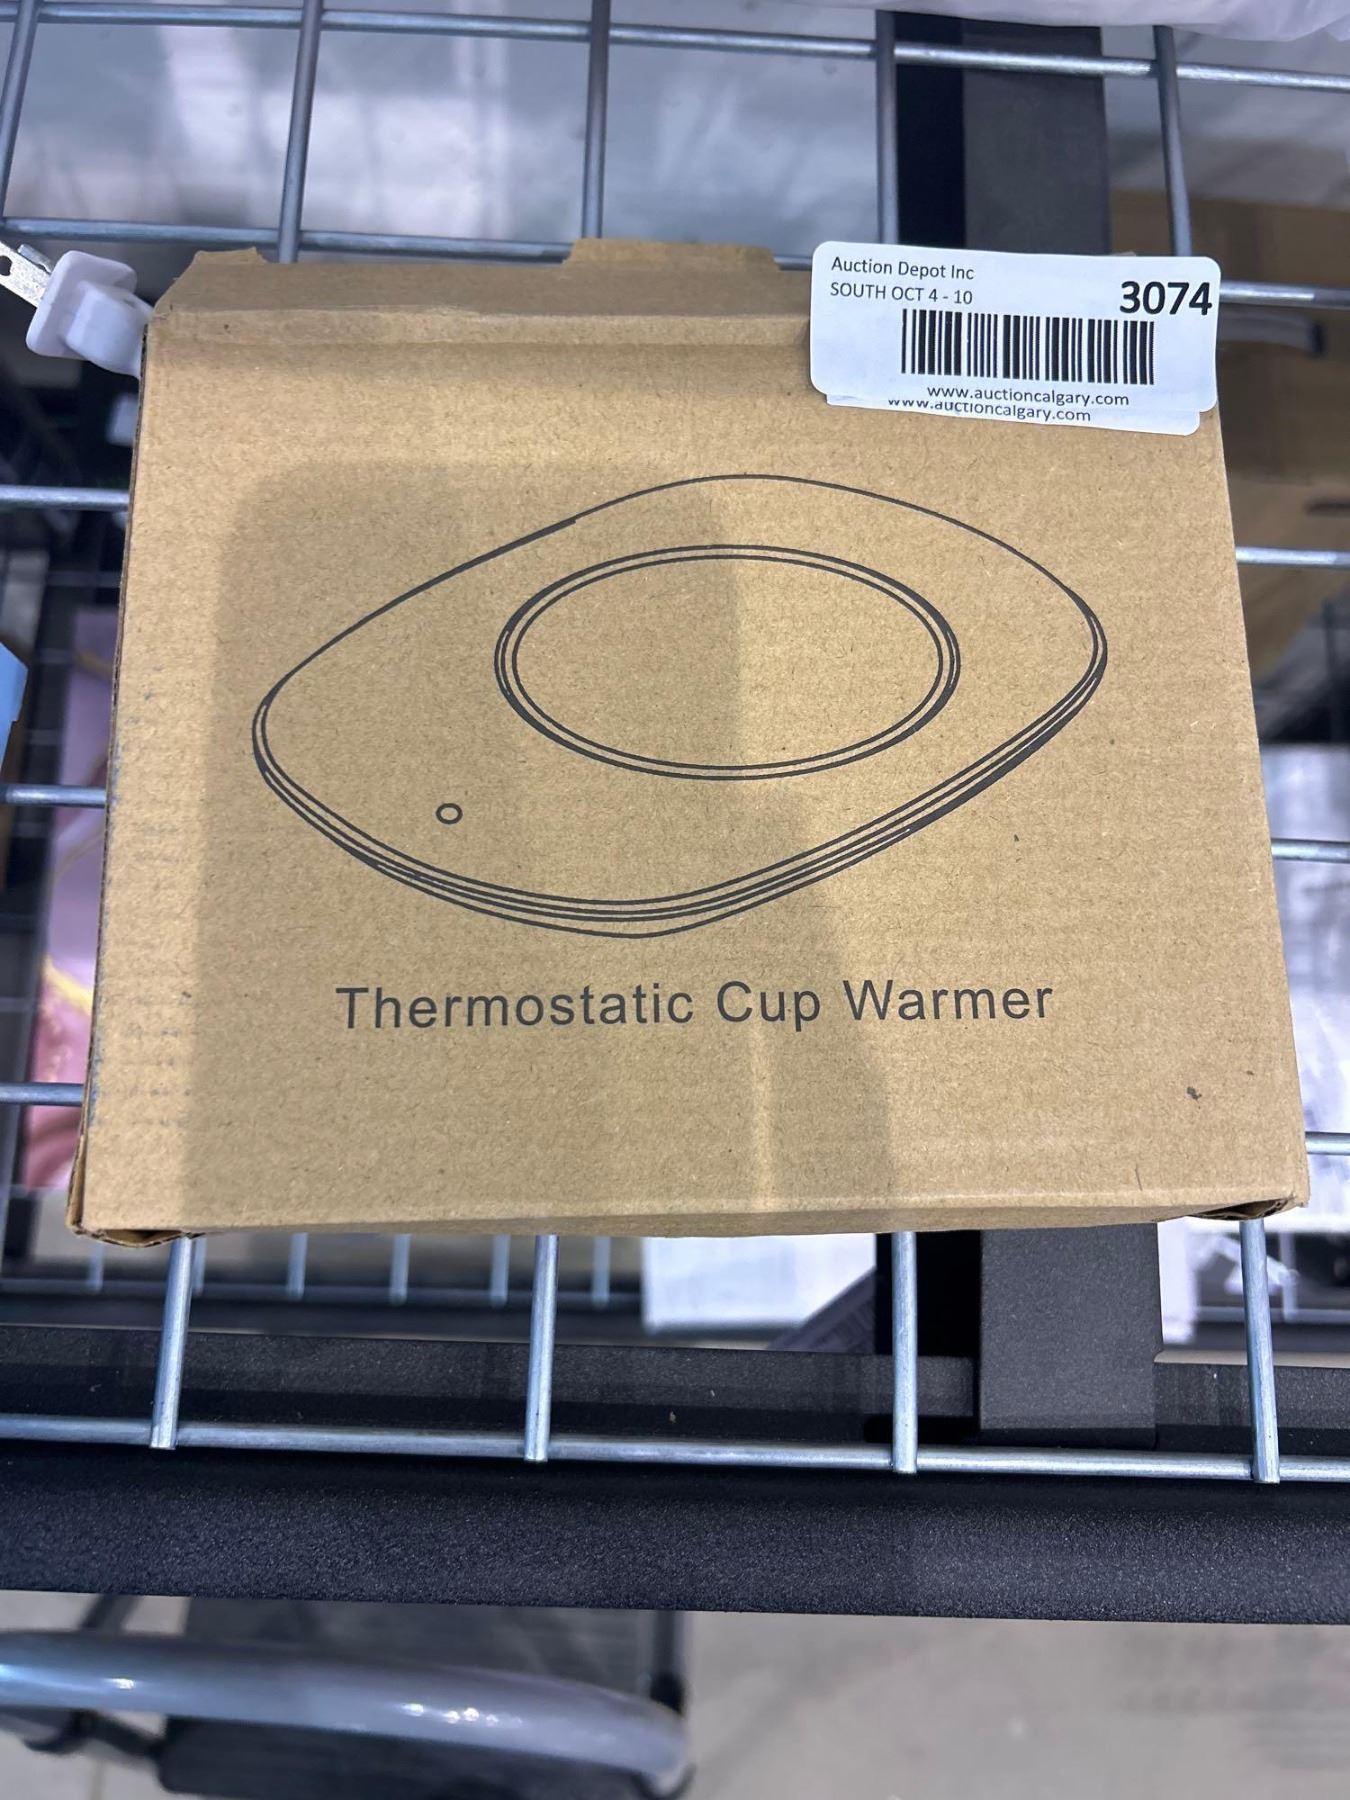 Auction Depot Inc
SOUTH OCT 4 - 10
3074
www.auctioncalgary.com
www.auctioncalgary.com
Thermostatic Cup Warmer